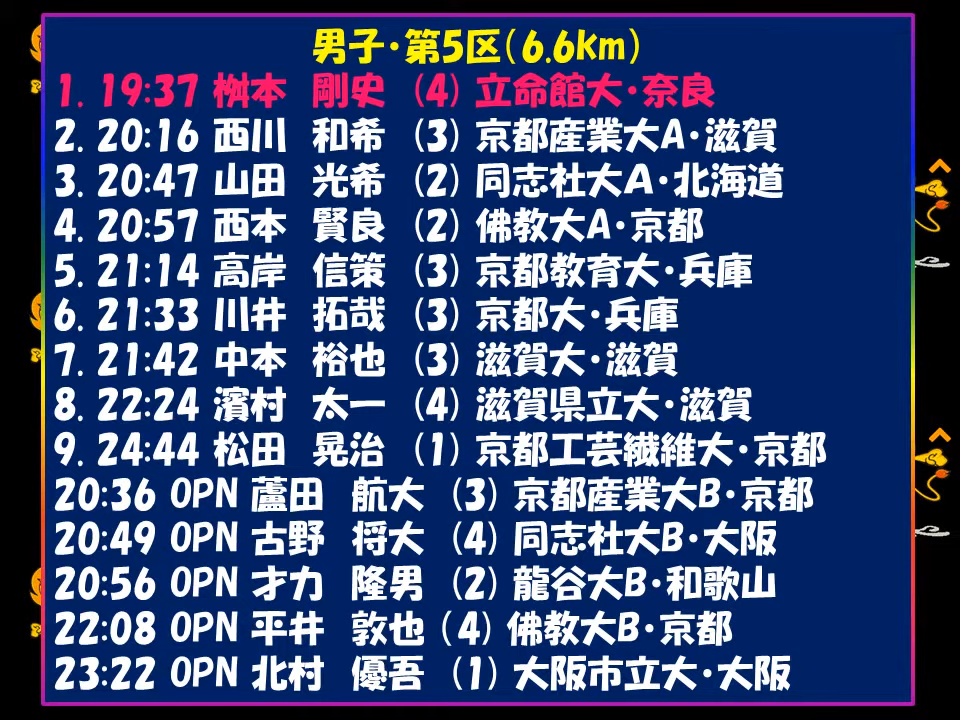 男子・第5区(6.6km)
1. 19:37 桝本 剛史 (4) 立命館大・奈良
2. 20:16 西川 和希 (3) 京都産業大A・滋賀
3. 20:47 山田 光希 (2) 同志社大A・北海道
4. 20:57 西本 賢良 (2) 佛教大A・京都
5. 21:14 高岸 信策 (3) 京都教育大・兵庫
6. 21:33 川井 拓哉 (3) 京都大・兵庫
7. 21:42 中本 裕也 (3) 滋賀大・滋賀
8. 22:24 濱村 太一 (4) 滋賀県立大・滋賀
9. 24:44 松田 晃治 (1) 京都工芸繊維大・京都
20:36 OPN 蘆田 航大 (3) 京都産業大B・京都
20:49 OPN 古野 将大 (4) 同志社大B・大阪
20:56 OPN 才力 隆男 (2) 龍谷大B・和歌山
22:08 OPN 平井 敦也 (4) 佛教大B・京都
23:22 OPN 北村 優吾 (1) 大阪市立大・大阪